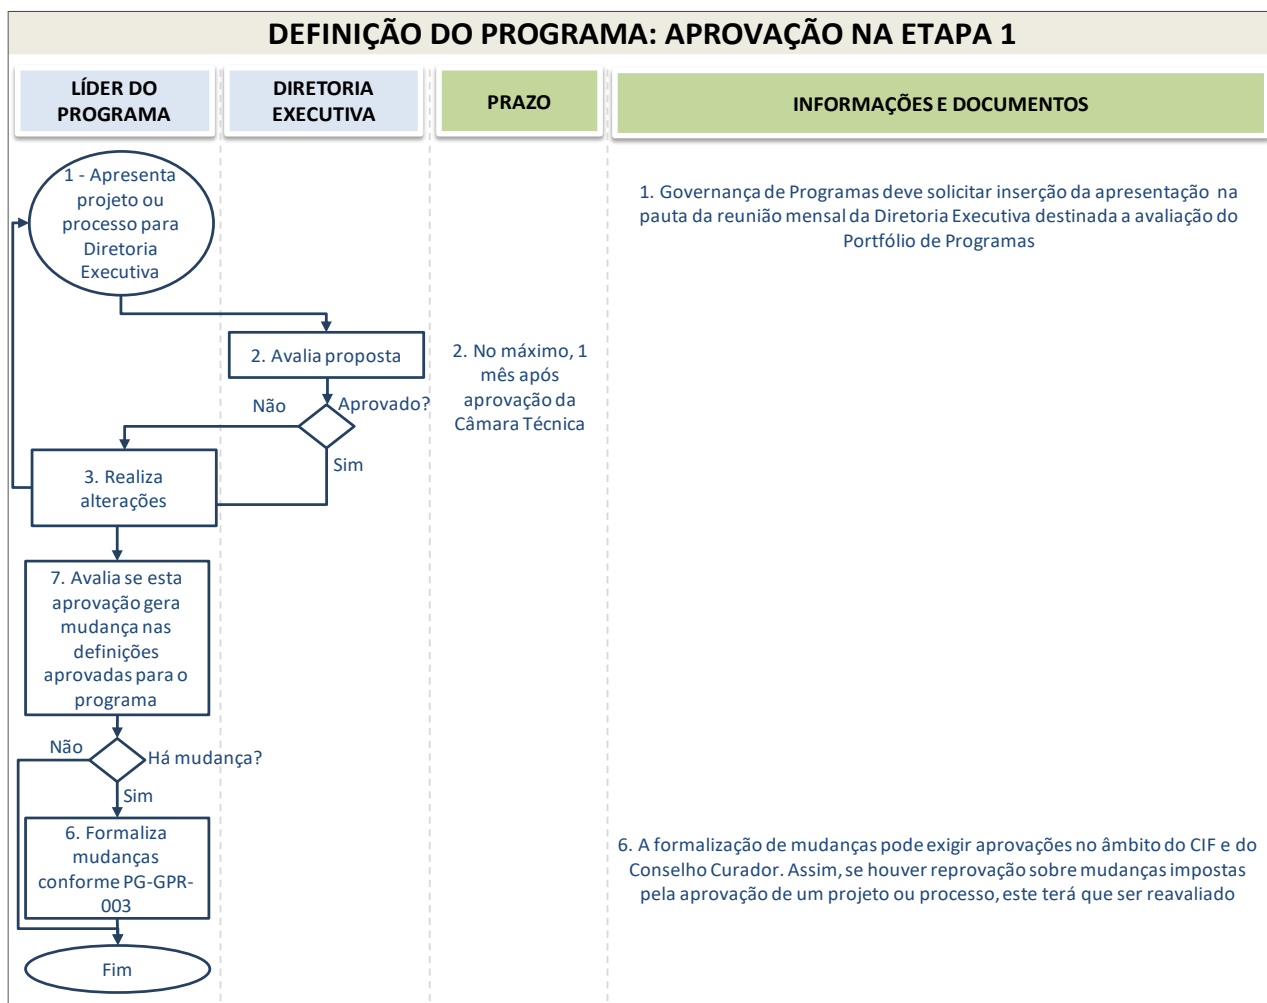 DEFINIÇÃO DO PROGRAMA: APROVAÇÃO NA ETAPA 1
LÍDER DO
PROGRAMA
DIRETORIA
EXECUTIVA
PRAZO
INFORMAÇÕES E DOCUMENTOS
1 - Apresenta
projeto ou
processo para
Diretoria
Executiva
1. Governança de Programas deve solicitar inserção da apresentação na
pauta da reunião mensal da Diretoria Executiva destinada a avaliação do
Portfólio de Programas
2. Avalia proposta
2. No máximo, 1
mês após
aprovação da
Câmara Técnica
Não
Aprovado?
Sim
3. Realiza
alterações
7. Avalia se esta
aprovação gera
mudança nas
definições
aprovadas para o
programa
Não
Há mudança?
Sim
6. Formaliza
mudanças
conforme PG-GPR-
003
6. A formalização de mudanças pode exigir aprovações no âmbito do CIF e do
Conselho Curador. Assim, se houver reprovação sobre mudanças impostas
pela aprovação de um projeto ou processo, este terá que ser reavaliado
Fim